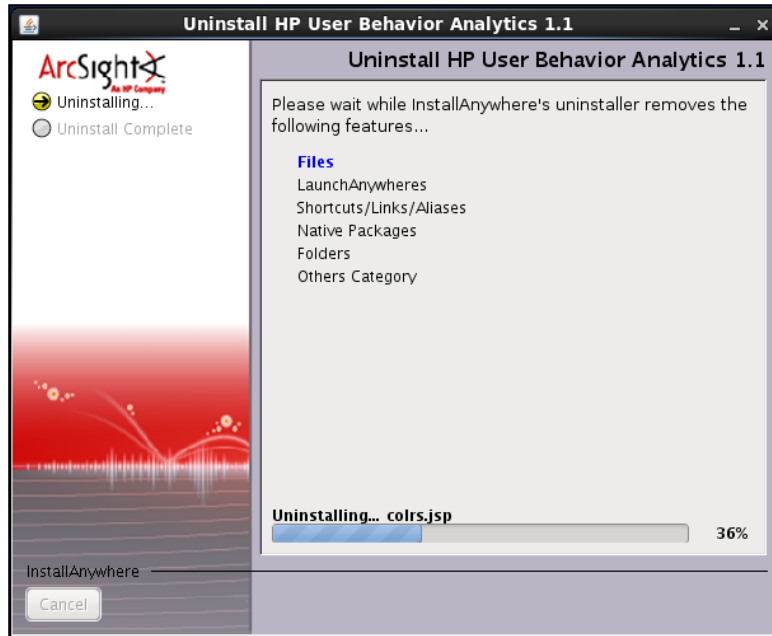 Uninstall HP User Behavior Analytics 1.1
ArcSight
An HP Company
Uninstalling...
Uninstall Complete
Uninstall HP User Behavior Analytics 1.1
Please wait while InstallAnywhere's uninstaller removes the
following features...
Files
LaunchAnywheres
Shortcuts/Links/Aliases
Native Packages
Folders
Others Category
Uninstalling... colrs.jsp
36%
InstallAnywhere
Cancel